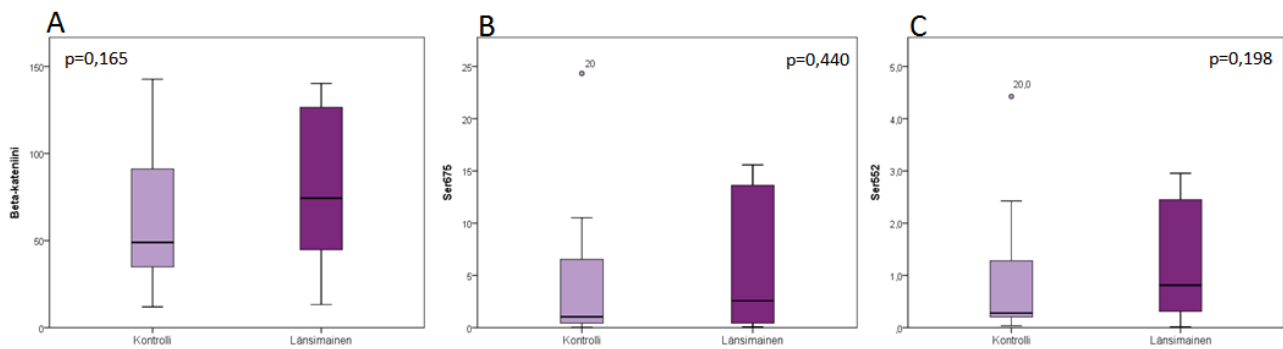 A
p=0,165
Beta-kateniini
150
100
50
0
Kontrolli
Länsimainen
B
p=0,440
Ser675
25
20
15
10
5
0
20
Kontrolli
Länsimainen
C
p=0,198
Ser552
5,0
4,0
3,0
2,0
1,0
,0
20,0
Kontrolli
Länsimainen